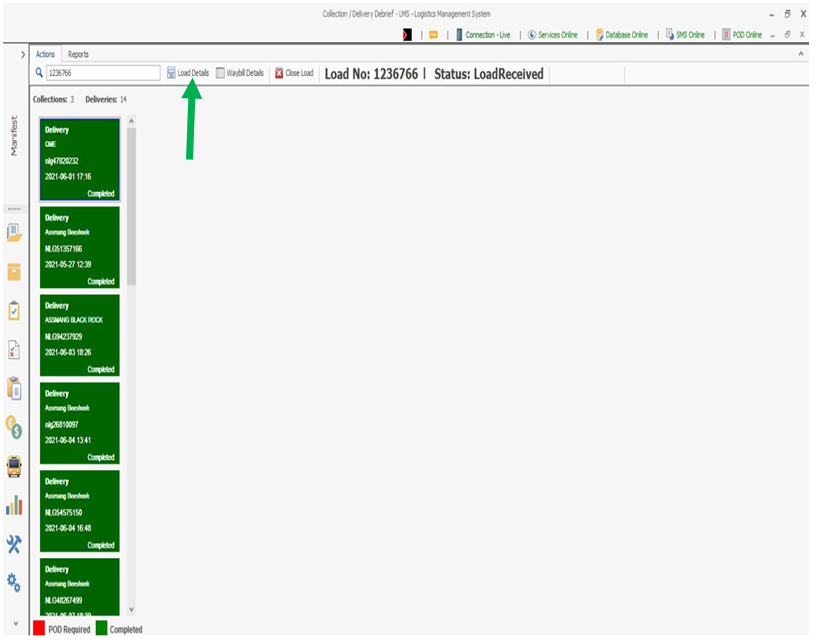 Collection / Delivery Debrief - LMS - Logistics Management System
Connection - Live | Services Online | Database Online | SMS Online | POD Online
Actions Reports
1236766 Load Details Waybill Details Close Load Load No: 1236766 | Status: LoadReceived
Collections: 3 Deliveries: 14
Manifest
Delivery
OME
nlg47820232
2021-06-01 17:16
Completed
Delivery
Assmang Beeshoek
NLG51357166
2021-05-27 12:39
Completed
Delivery
ASSMANG BLACK ROCK
NLG94237929
2021-06-03 18:26
Completed
Delivery
Assmang Beeshoek
nlg26810097
2021-06-04 13:41
Completed
Delivery
Assmang Beeshoek
NLG54575150
2021-06-04 16:48
Completed
Delivery
Assmang Beeshoek
NLG48267499
POD Required Completed